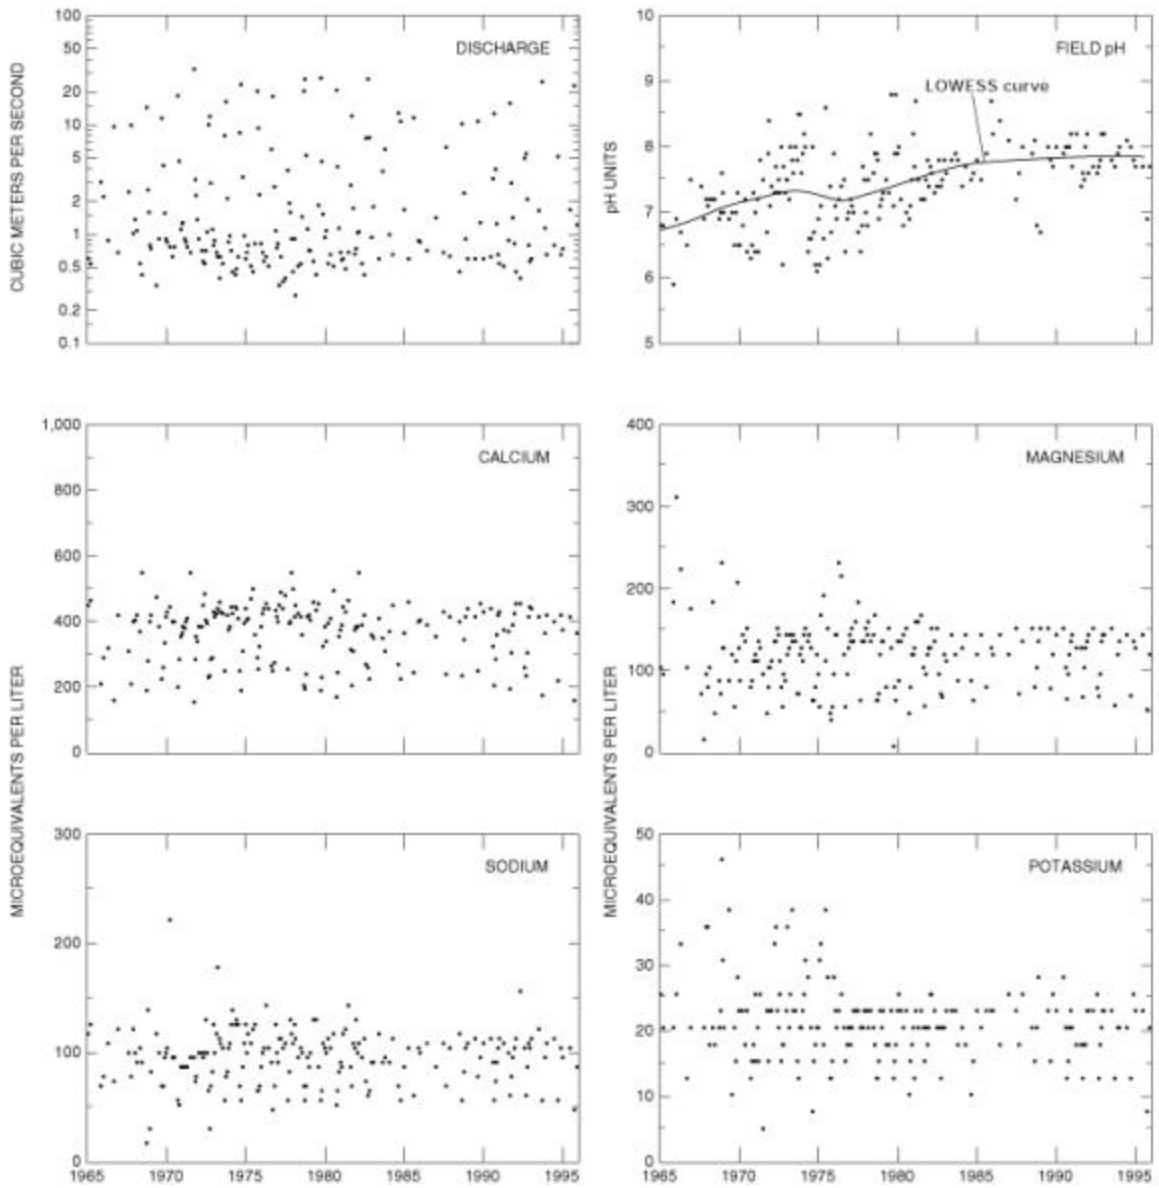 DISCHARGE
CUBIC METERS PER SECOND
100
50
20
10
5
2
1
0.5
0.2
0.1
FIELD pH
LOWESS curve
pH UNITS
10
9
8
7
6
5
CALCIUM
MICROEQUIVALENTS PER LITER
1,000
800
600
400
200
0
MAGNESIUM
MICROEQUIVALENTS PER LITER
400
300
200
100
0
SODIUM
300
200
100
0
1965 1970 1975 1980 1985 1990 1995
POTASSIUM
50
40
30
20
10
0
1965 1970 1975 1980 1985 1990 1995